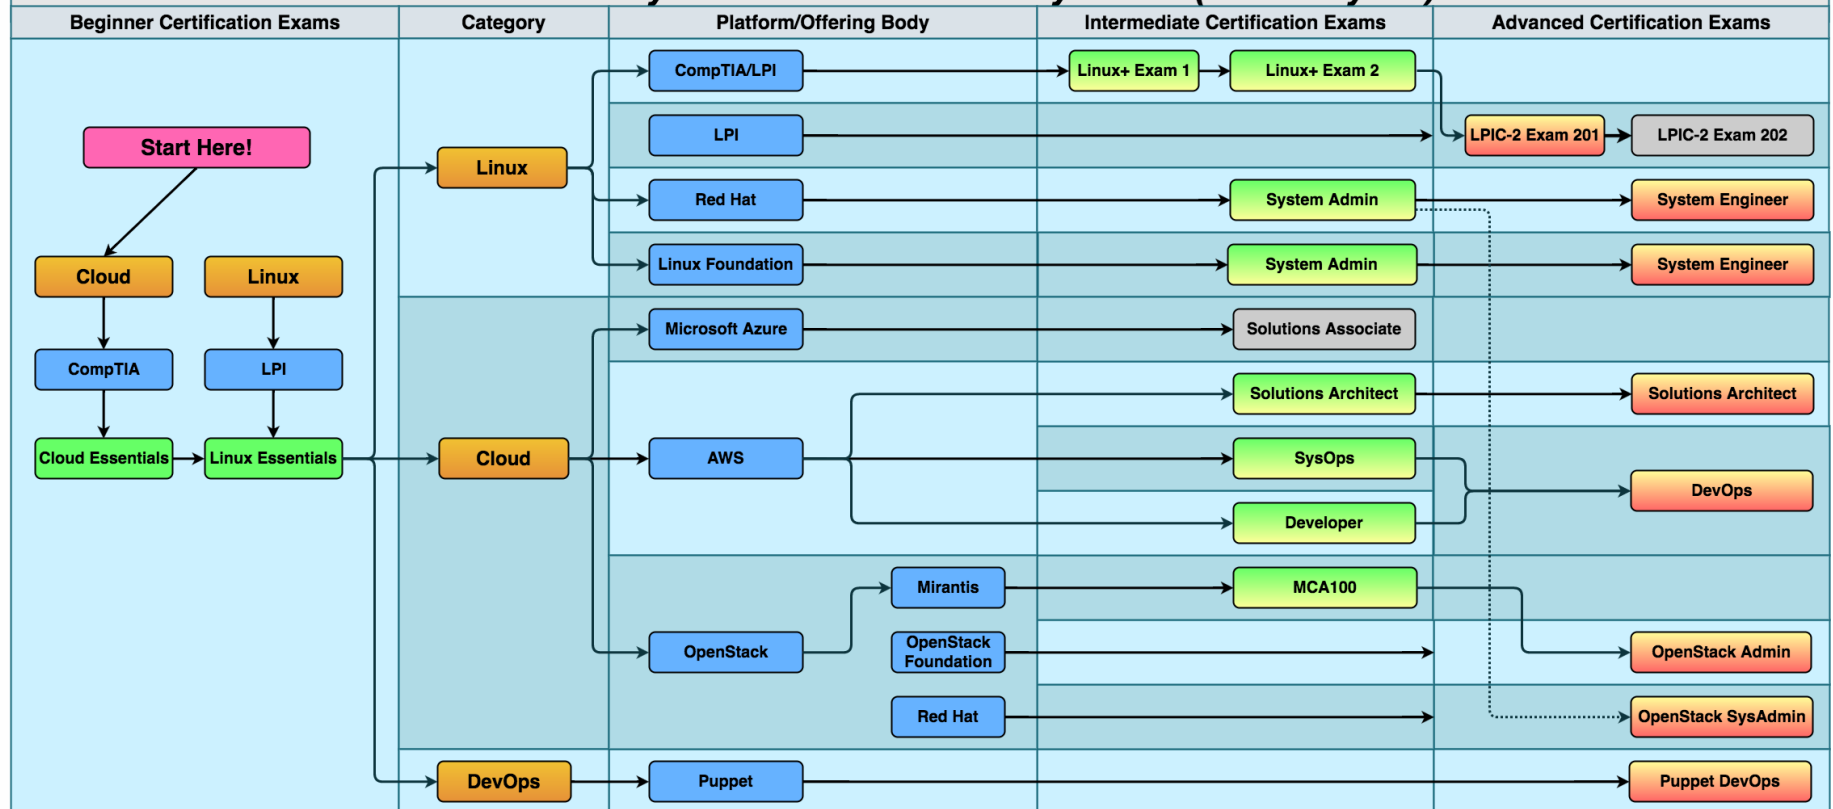 Beginner Certification Exams
Category
Platform/Offering Body
Intermediate Certification Exams
Advanced Certification Exams
CompTIA/LPI
Linux+ Exam 1
Linux+ Exam 2
Start Here!
LPI
LPIC-2 Exam 201
LPIC-2 Exam 202
Linux
Red Hat
System Admin
System Engineer
Cloud
Linux
Linux Foundation
System Admin
System Engineer
Microsoft Azure
Solutions Associate
CompTIA
LPI
Solutions Architect
Solutions Architect
Cloud Essentials
Linux Essentials
Cloud
AWS
SysOps
DevOps
Developer
Mirantis
MCA100
OpenStack
OpenStack
Foundation
OpenStack Admin
Red Hat
OpenStack SysAdmin
DevOps
Puppet
Puppet DevOps